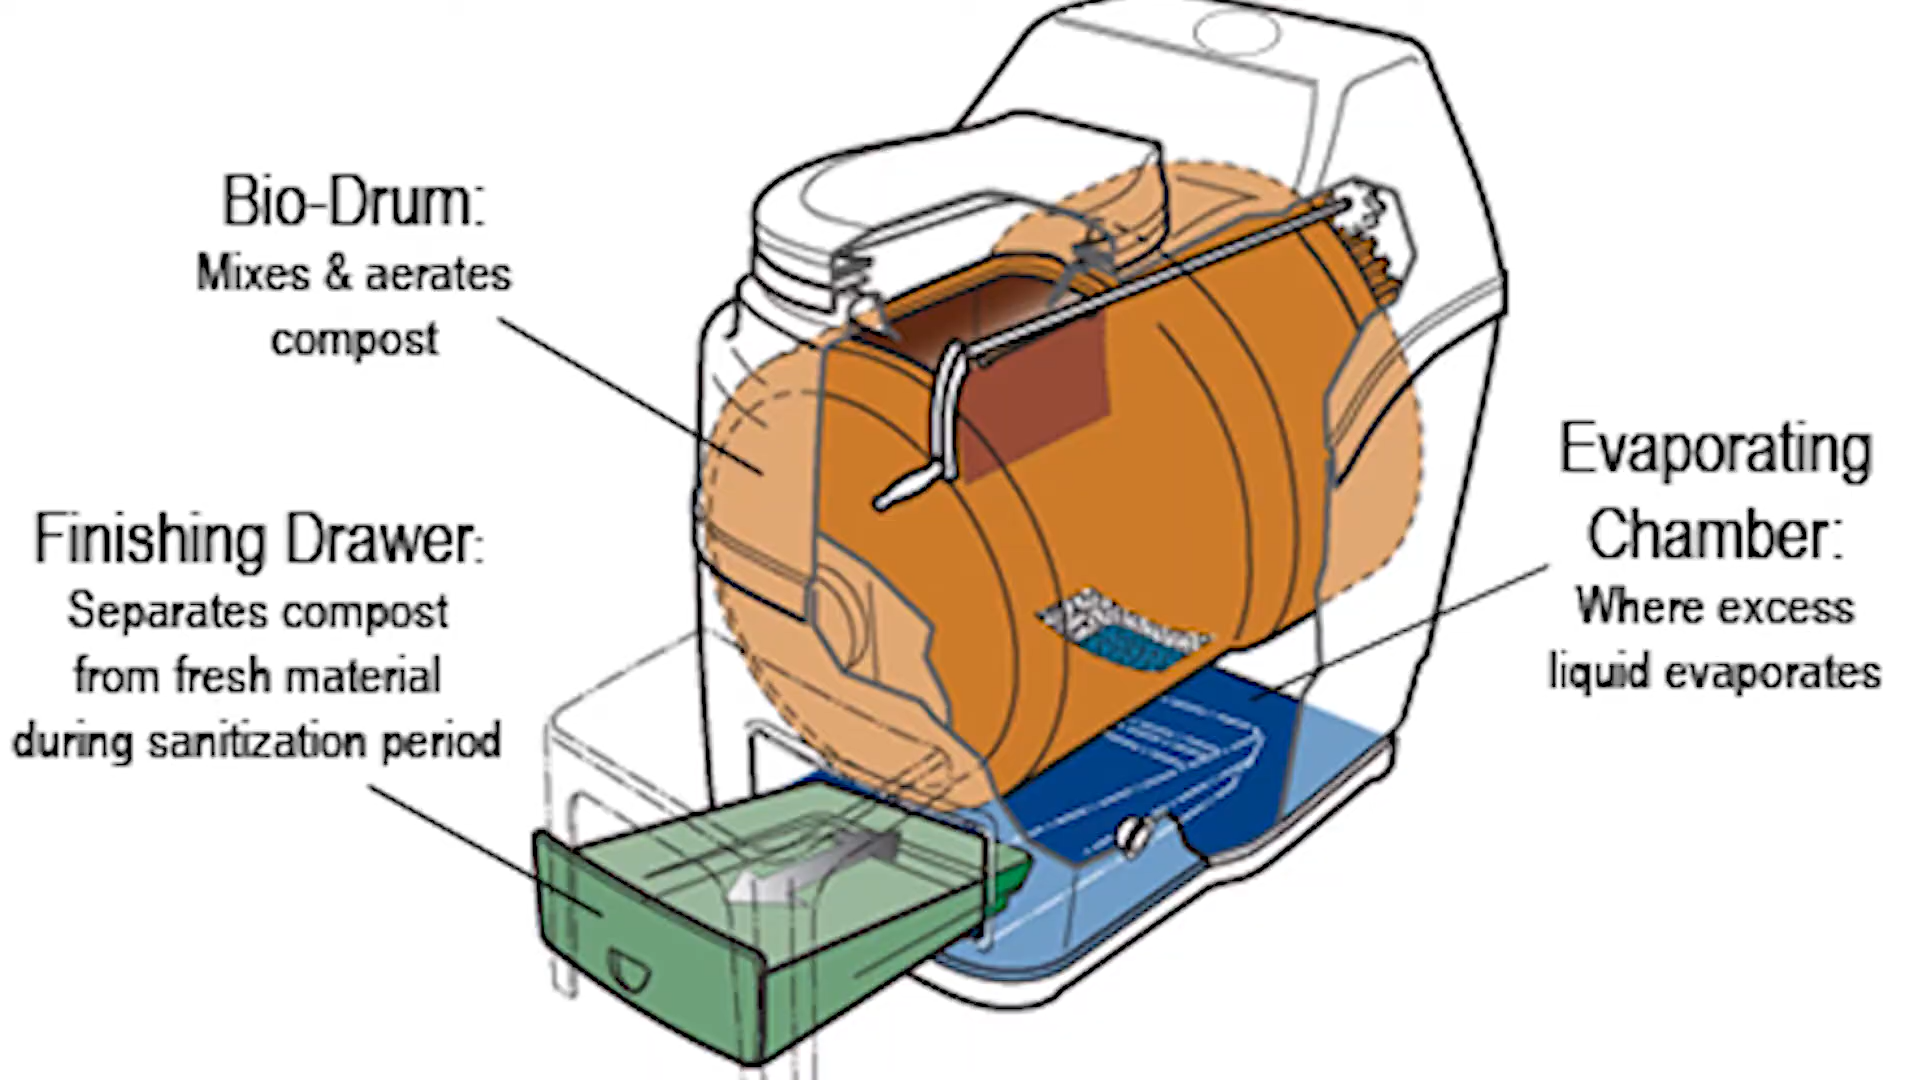 Bio-Drum:
Mixes & aerates
compost
Finishing Drawer:
Separates compost
from fresh material
during sanitization period
Evaporating
Chamber:
Where excess
liquid evaporates